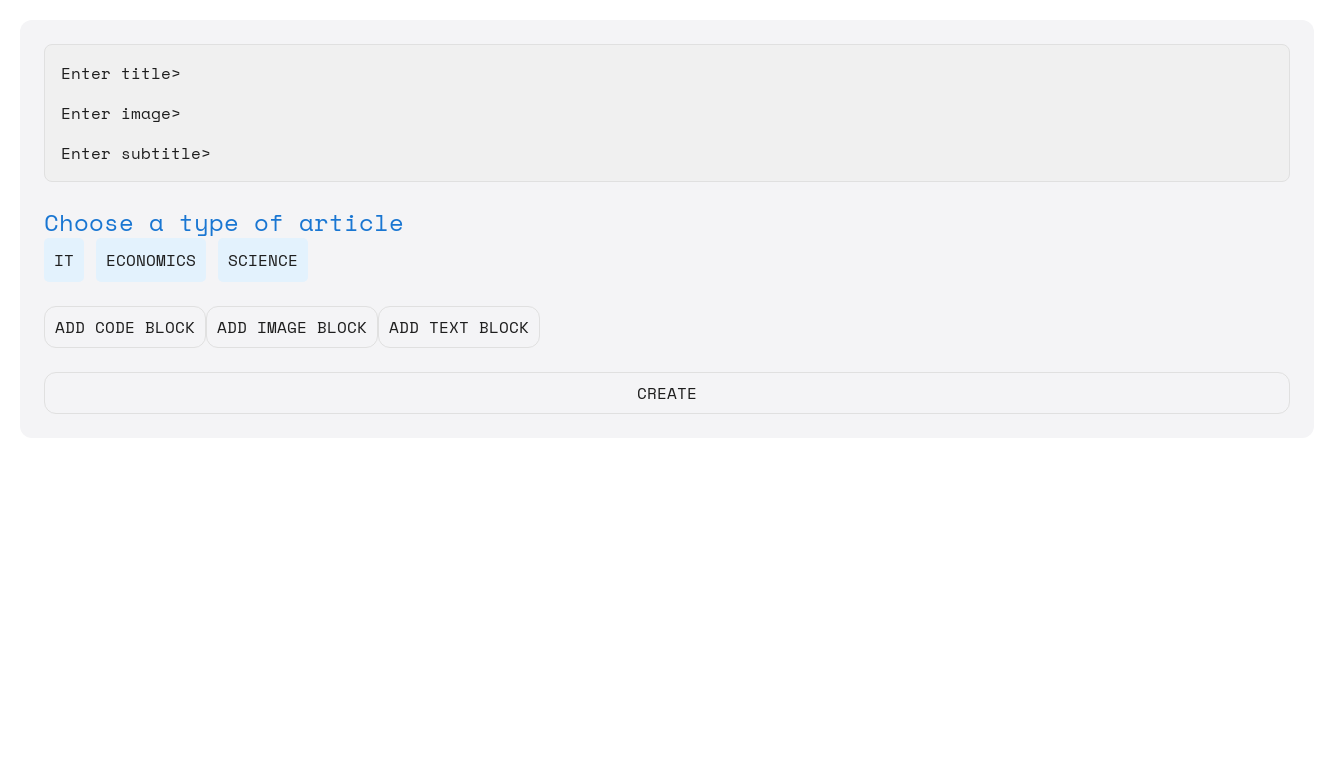 Enter title>
Enter image>
Enter subtitle>
Choose a type of article
IT ECONOMICS SCIENCE
ADD CODE BLOCK ADD IMAGE BLOCK ADD TEXT BLOCK
CREATE